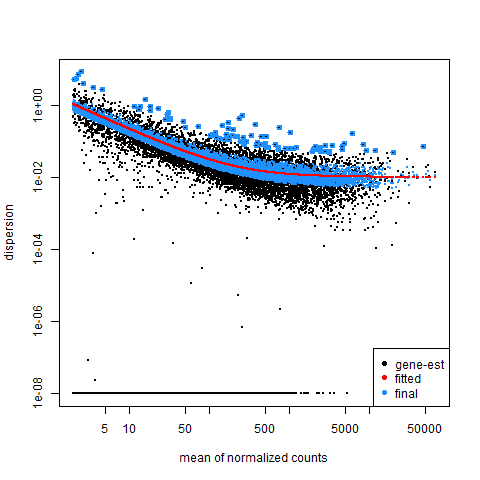 dispersion
1e+00
1e-02
1e-04
1e-06
1e-08
gene-est
fitted
final
5 10 50 500 5000 50000
mean of normalized counts